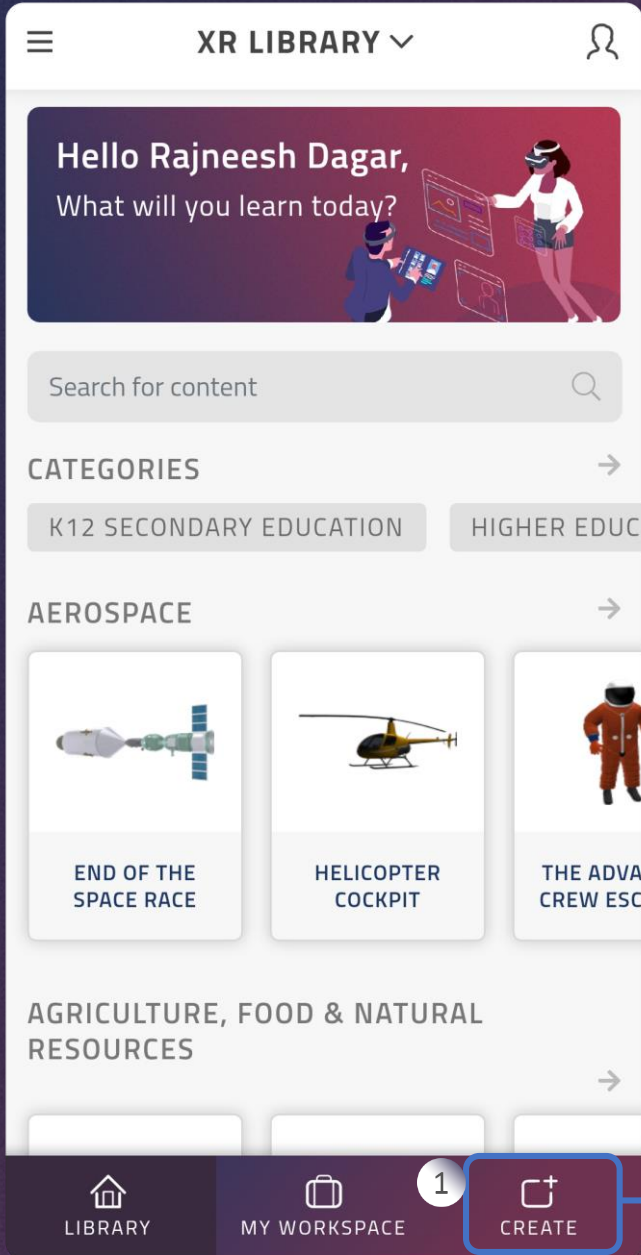 XR LIBRARY
Hello Rajneesh Dagar,
What will you learn today?
Search for content
CATEGORIES
K12 SECONDARY EDUCATION
HIGHER EDUC
AEROSPACE
END OF THE
SPACE RACE
HELICOPTER
COCKPIT
THE ADVA
CREW ESC
AGRICULTURE, FOOD & NATURAL
RESOURCES
LIBRARY
MY WORKSPACE
1
CREATE